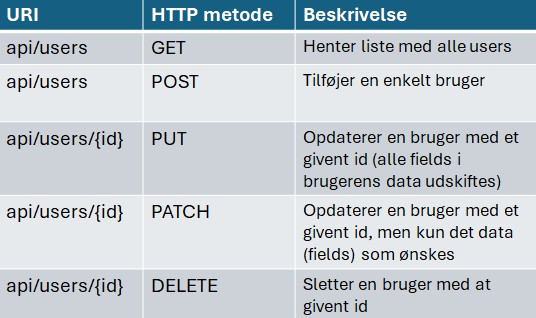 URI HTTP metode Beskrivelse
api/users GET Henter liste med alle users
api/users POST Tilføjer en enkelt bruger
api/users/{id} PUT Opdaterer en bruger med et
givent id (alle fields i
brugerens data udskiftes)
api/users/{id} PATCH Opdaterer en bruger med et
givent id, men kun det data
(fields) som ønskes
api/users/{id} DELETE Sletter en bruger med at
givent id